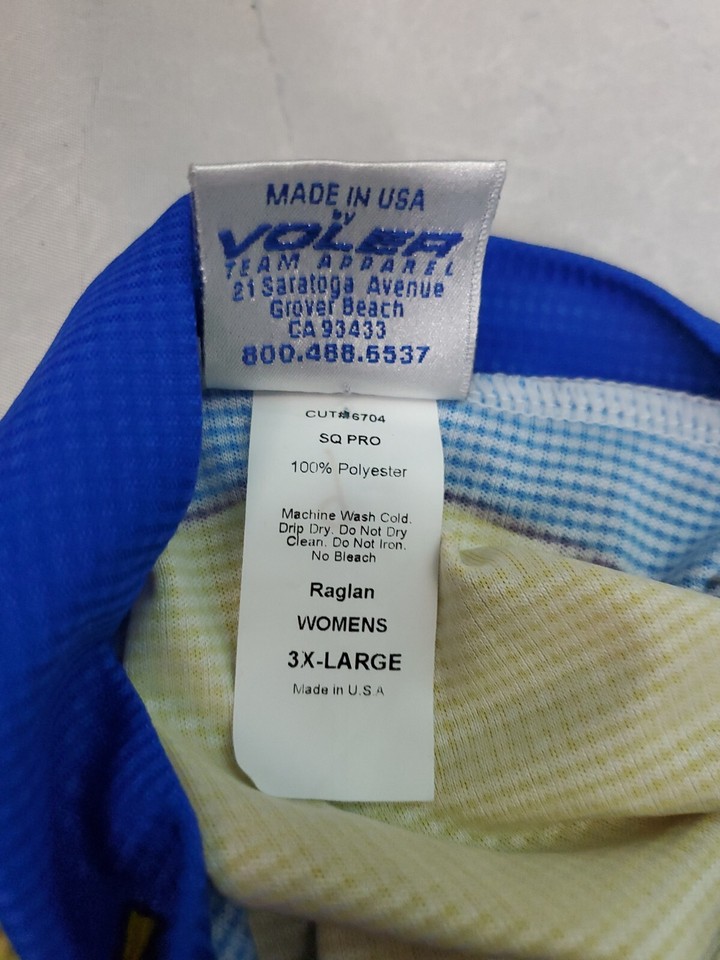 MADE IN USA
BY
VOLER
TEAM APPAREL
21 Saratoga Avenue
Grover Beach
CA 93433
800.488.6537
CUT# 6704
SQ PRO
100% Polyester
Machine Wash Cold.
Drip Dry. Do Not Dry
Clean. Do Not Iron.
No Bleach
Raglan
WOMENS
3X-LARGE
Made in U.S.A